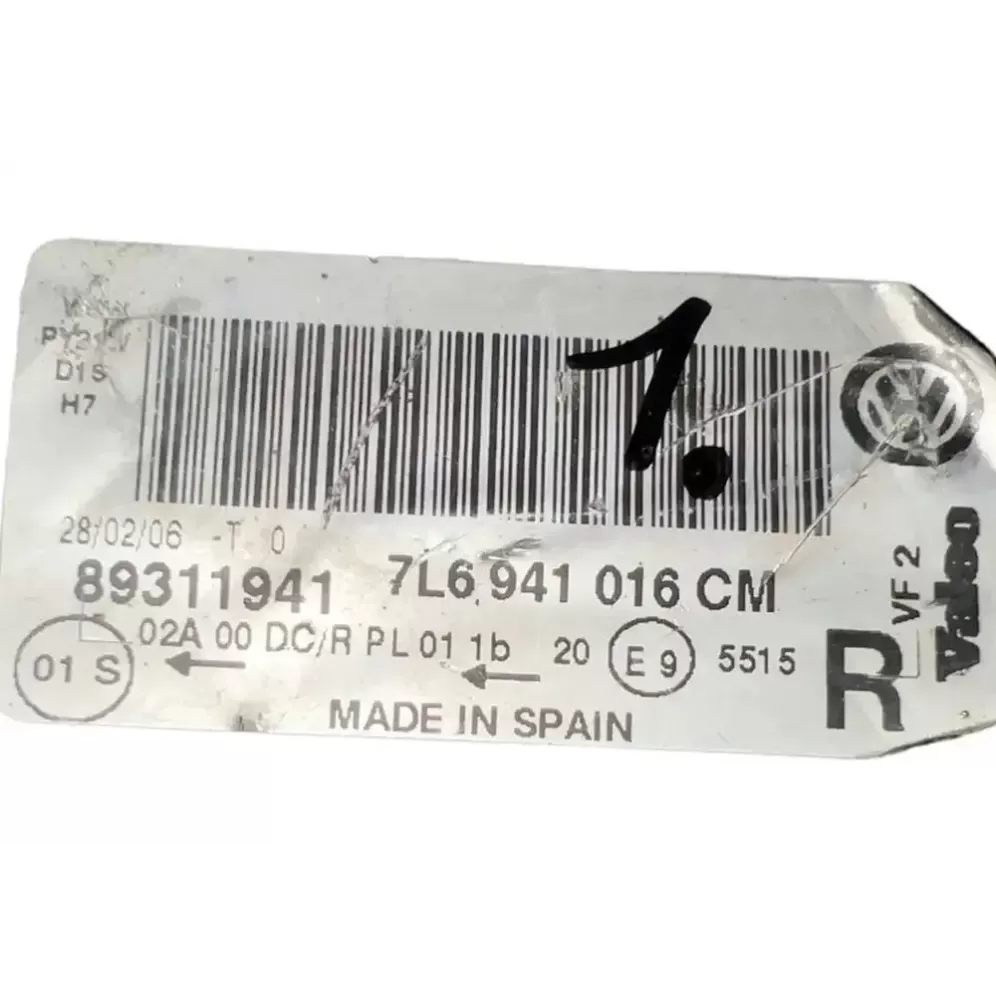 PY21W
D1S
H7
1.
28/02/06 -T 0
89311941 7L6 941 016 CM
02A 00 DC/R PL 01 1b 20 E 9 5515
01 S
MADE IN SPAIN
R
VF 2
Valeo